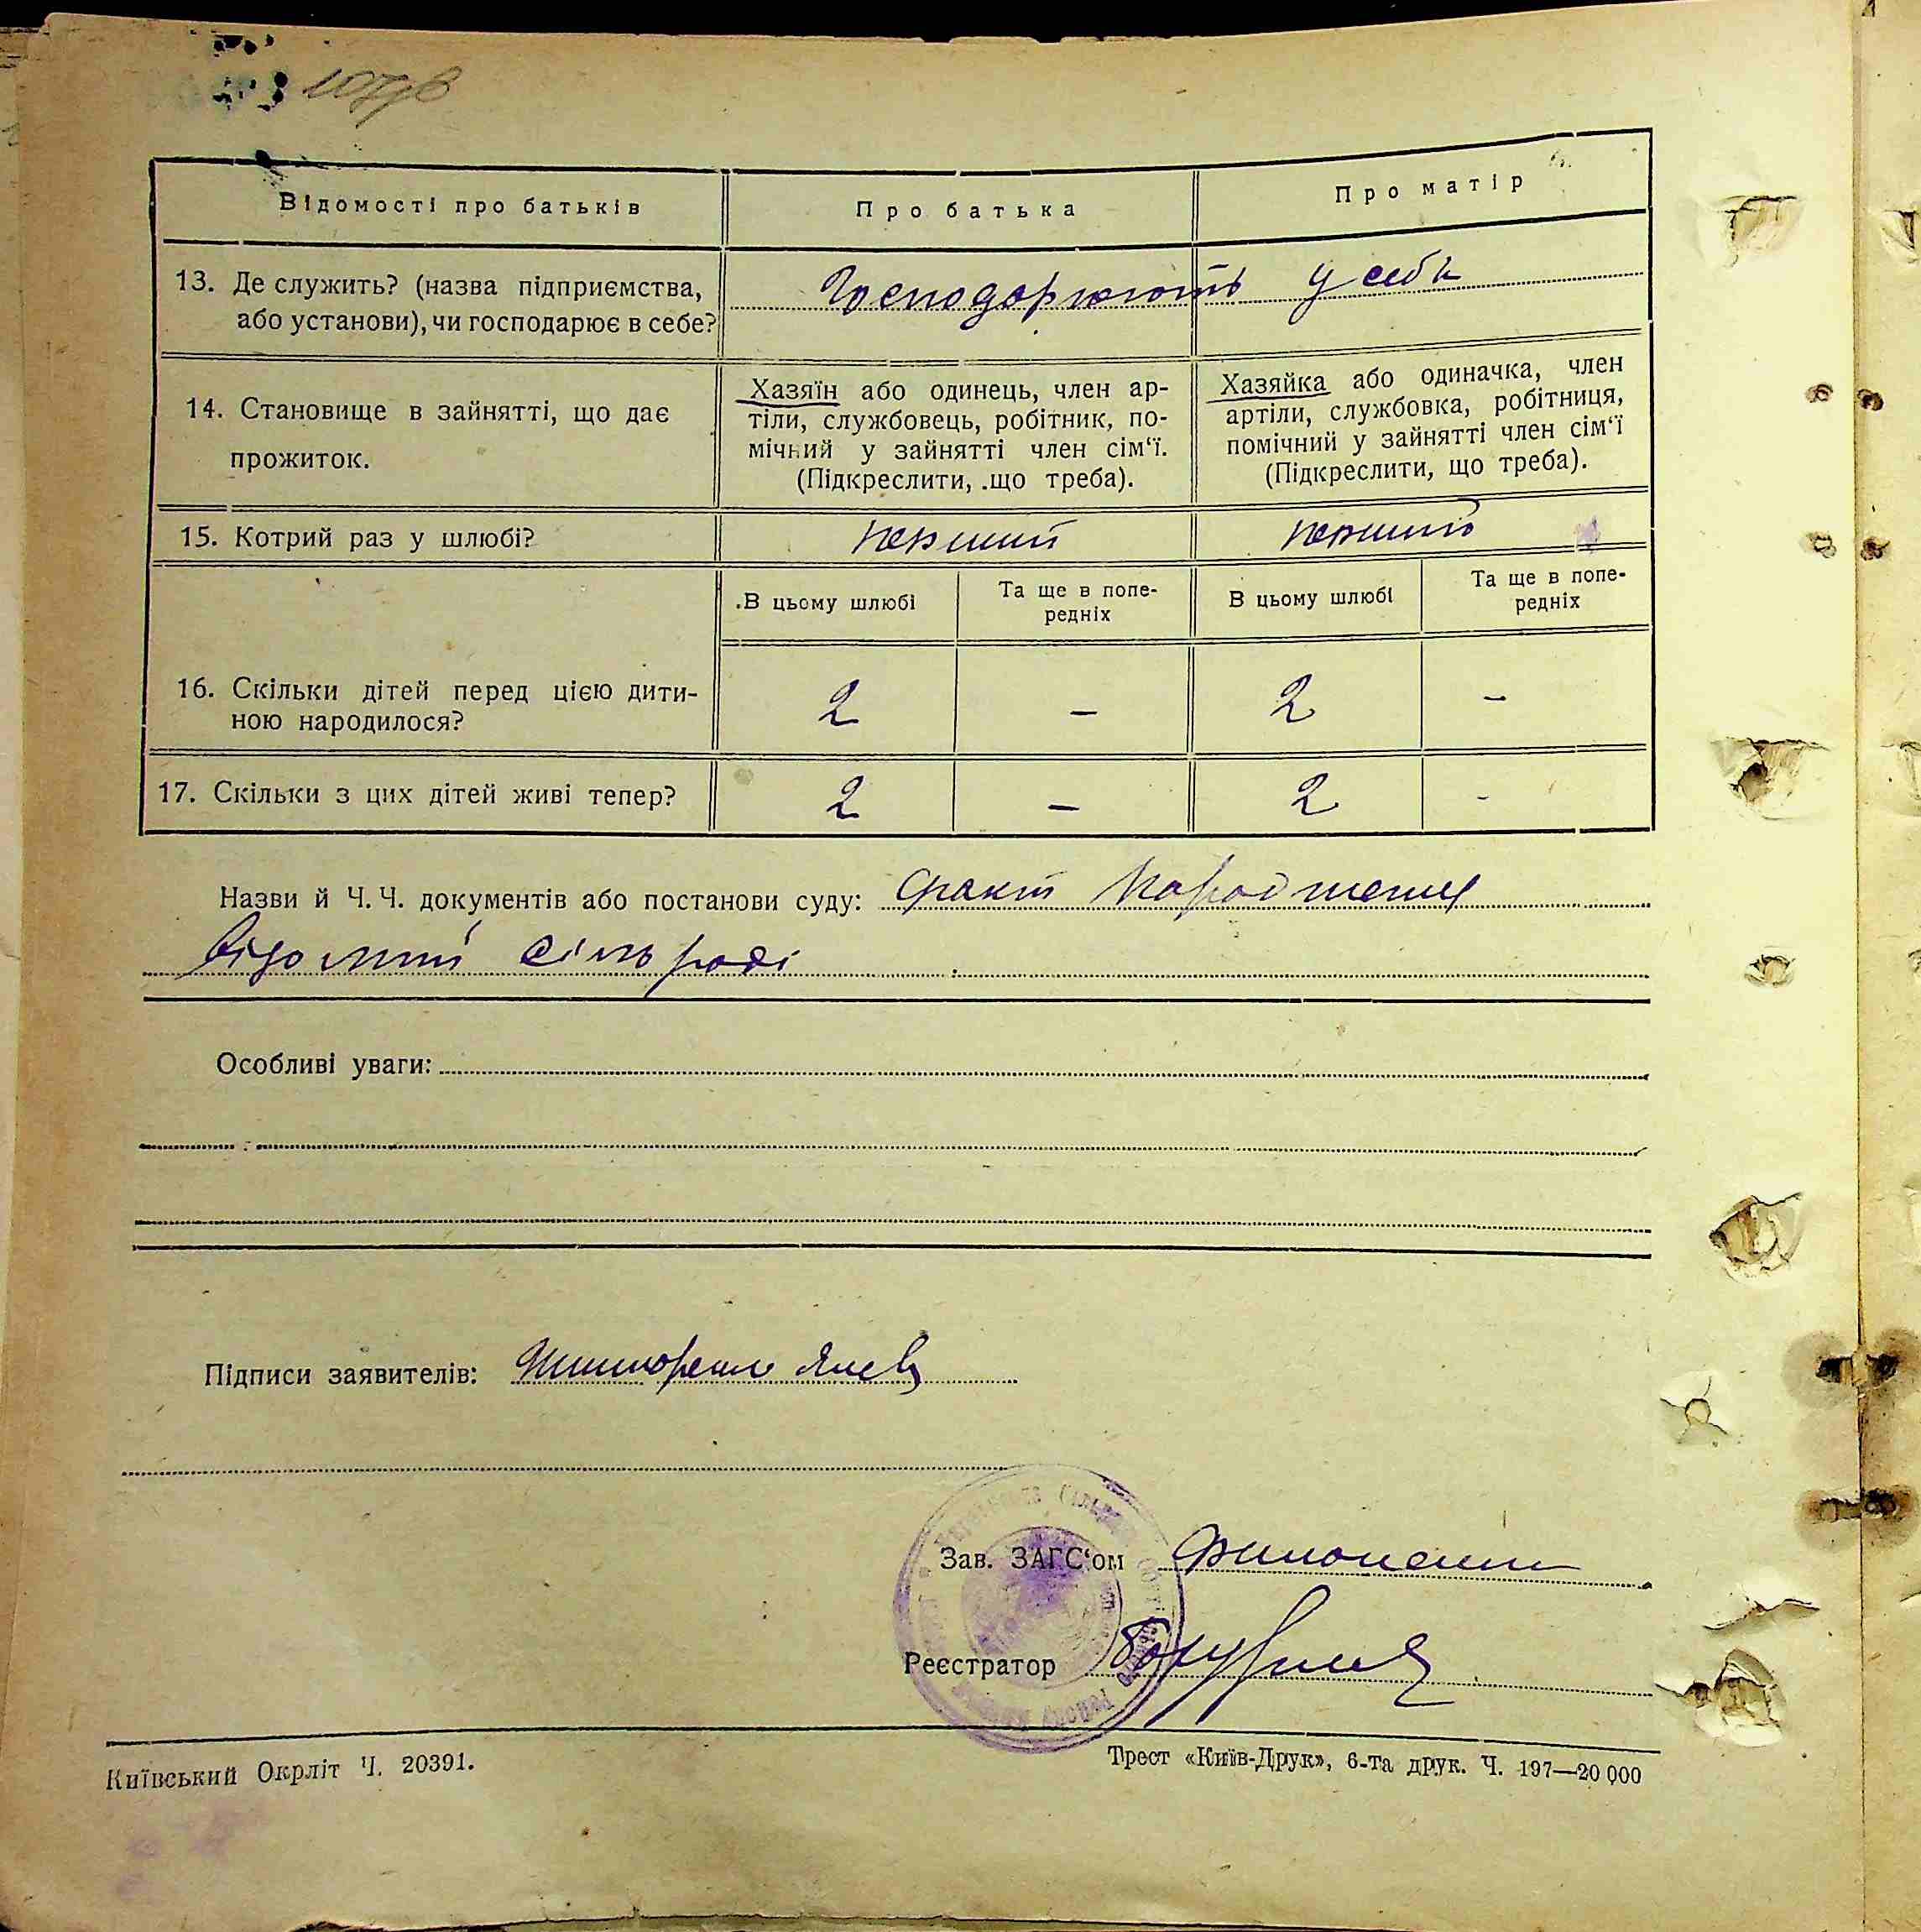 107зв
Відомості про батьків
Про батька
Про матір
13. Де служить? (назва підприємства,
або установи), чи господарює в себе?
Господарюють у себе
14. Становище в зайнятті, що дає
прожиток.
Хазяїн або одинець, член ар-
тіли, службовець, робітник, по-
мічний у зайнятті член сім‘ї.
(Підкреслити, що треба).
Хазяйка або одиначка, член
артіли, службовка, робітниця,
помічний у зайнятті член сім‘ї
(Підкреслити, що треба).
15. Котрий раз у шлюбі?
перший
перший
В цьому шлюбі
Та ще в попе-
редніх
В цьому шлюбі
Та ще в попе-
редніх
16. Скільки дітей перед цією дити-
ною народилося?
2
–
2
–
17. Скільки з цих дітей живі тепер?
2
–
2
-
Назви й Ч. Ч. документів або постанови суду: факт народження
відомий сільраді
Особливі уваги:
Підписи заявителів:
Зав. ЗАГС‘ом
Реєстратор
Київський Окрліт Ч. 20391.
Трест «Київ-Друк», 6-та друк. Ч. 197—20 000